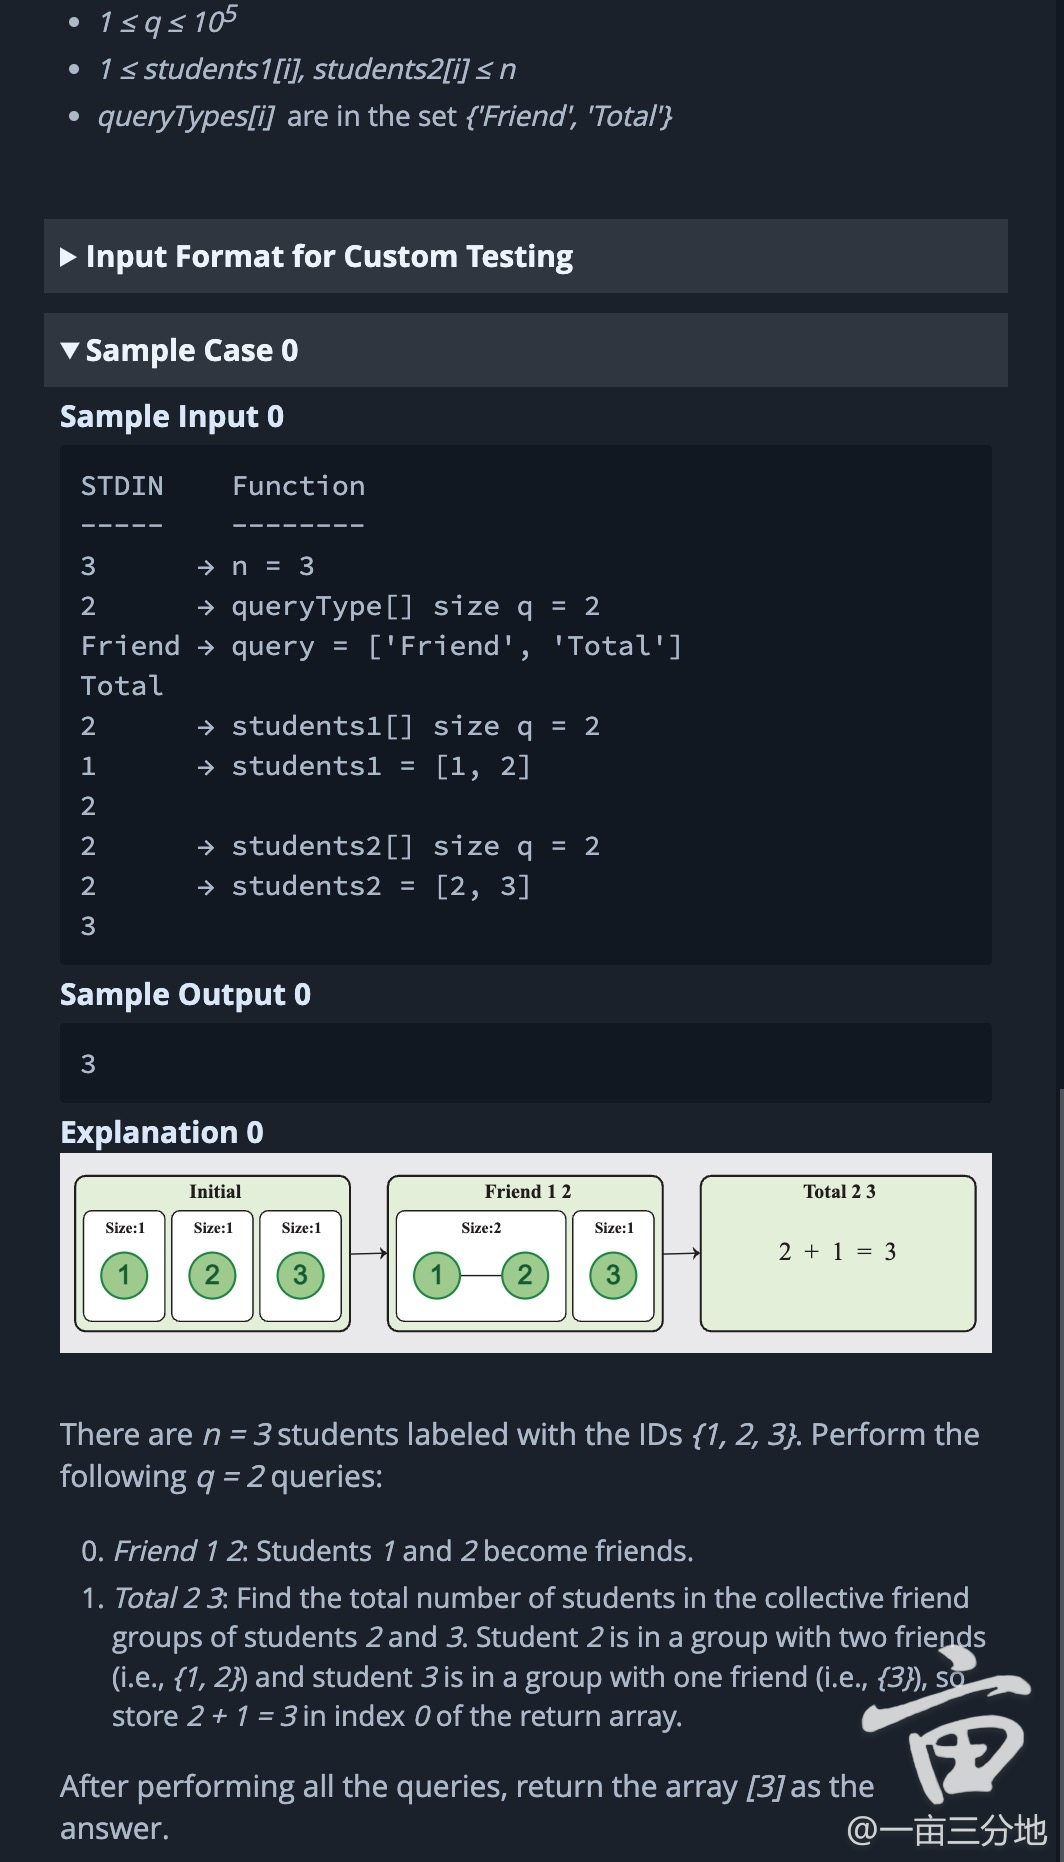 • 1 ≤ q ≤ 10⁵
• 1 ≤ students1[i], students2[i] ≤ n
• queryTypes[i] are in the set {'Friend', 'Total'}
▶ Input Format for Custom Testing
▼ Sample Case 0
Sample Input 0
STDIN    Function
-----    --------
3      → n = 3
2      → queryType[] size q = 2
Friend → query = ['Friend', 'Total']
Total
2      → students1[] size q = 2
1      → students1 = [1, 2]
2
2      → students2[] size q = 2
2      → students2 = [2, 3]
3
Sample Output 0
3
Explanation 0
Initial
Size:1 Size:1 Size:1
1 2 3
Friend 1 2
Size:2 Size:1
1 2 3
Total 2 3
2 + 1 = 3
There are n = 3 students labeled with the IDs {1, 2, 3}. Perform the
following q = 2 queries:
0. Friend 1 2: Students 1 and 2 become friends.
1. Total 2 3: Find the total number of students in the collective friend
groups of students 2 and 3. Student 2 is in a group with two friends
(i.e., {1, 2}) and student 3 is in a group with one friend (i.e., {3}), so
store 2 + 1 = 3 in index 0 of the return array.
After performing all the queries, return the array [3] as the
answer.
亩
@一亩三分地